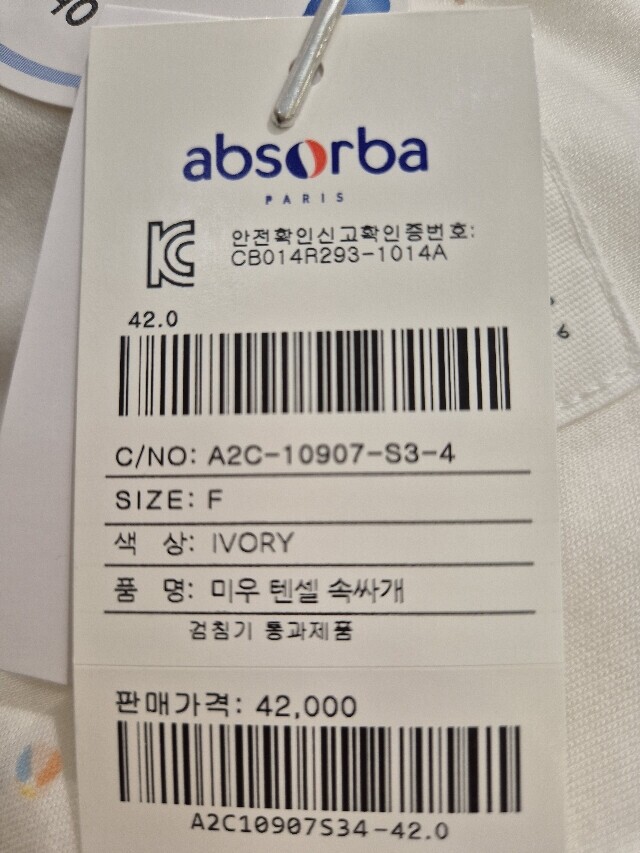 40
absorba
PARIS
안전확인신고확인증번호:
CB014R293-1014A
42.0
C/NO: A2C-10907-S3-4
SIZE: F
색 상: IVORY
품 명: 미우 텐셀 속싸개
검침기 통과제품
판매가격: 42,000
A2C10907S34-42.0
6